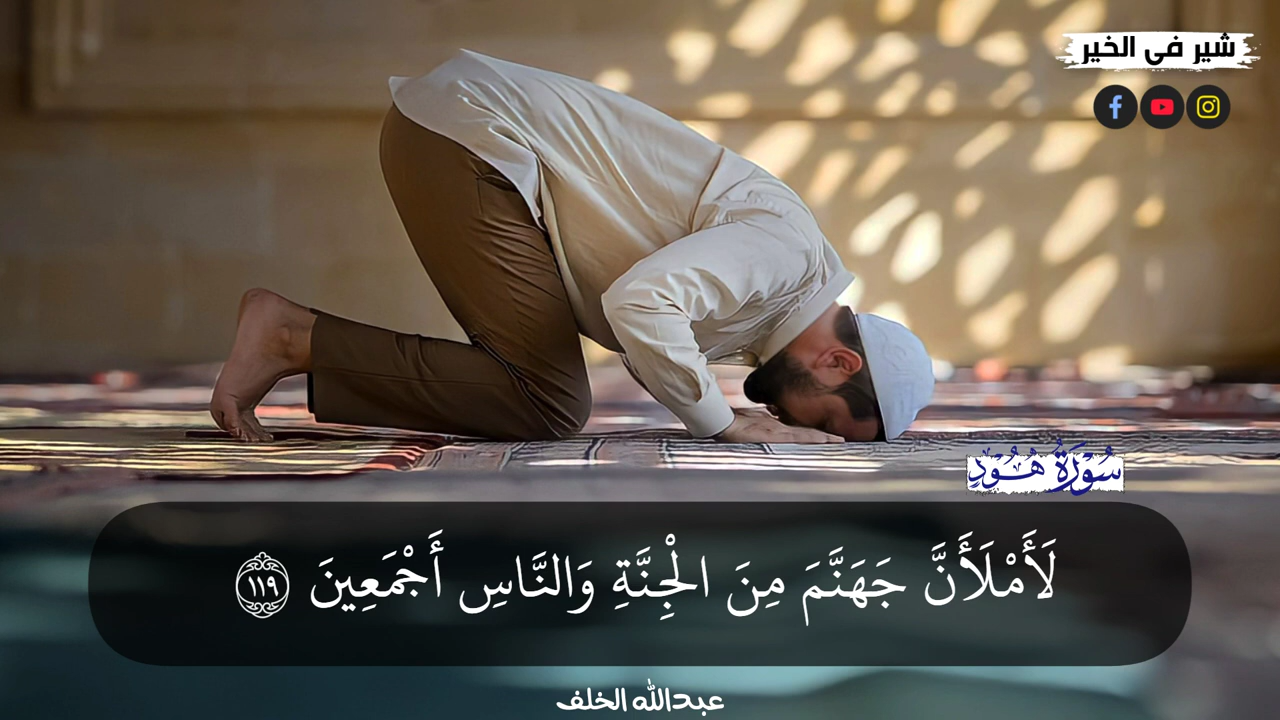 شير فى الخير
سُورَةُ هُودٍ
لَأَمْلَأَنَّ جَهَنَّمَ مِنَ الْجِنَّةِ وَالنَّاسِ أَجْمَعِينَ ١١٩
عبدالله الخلف